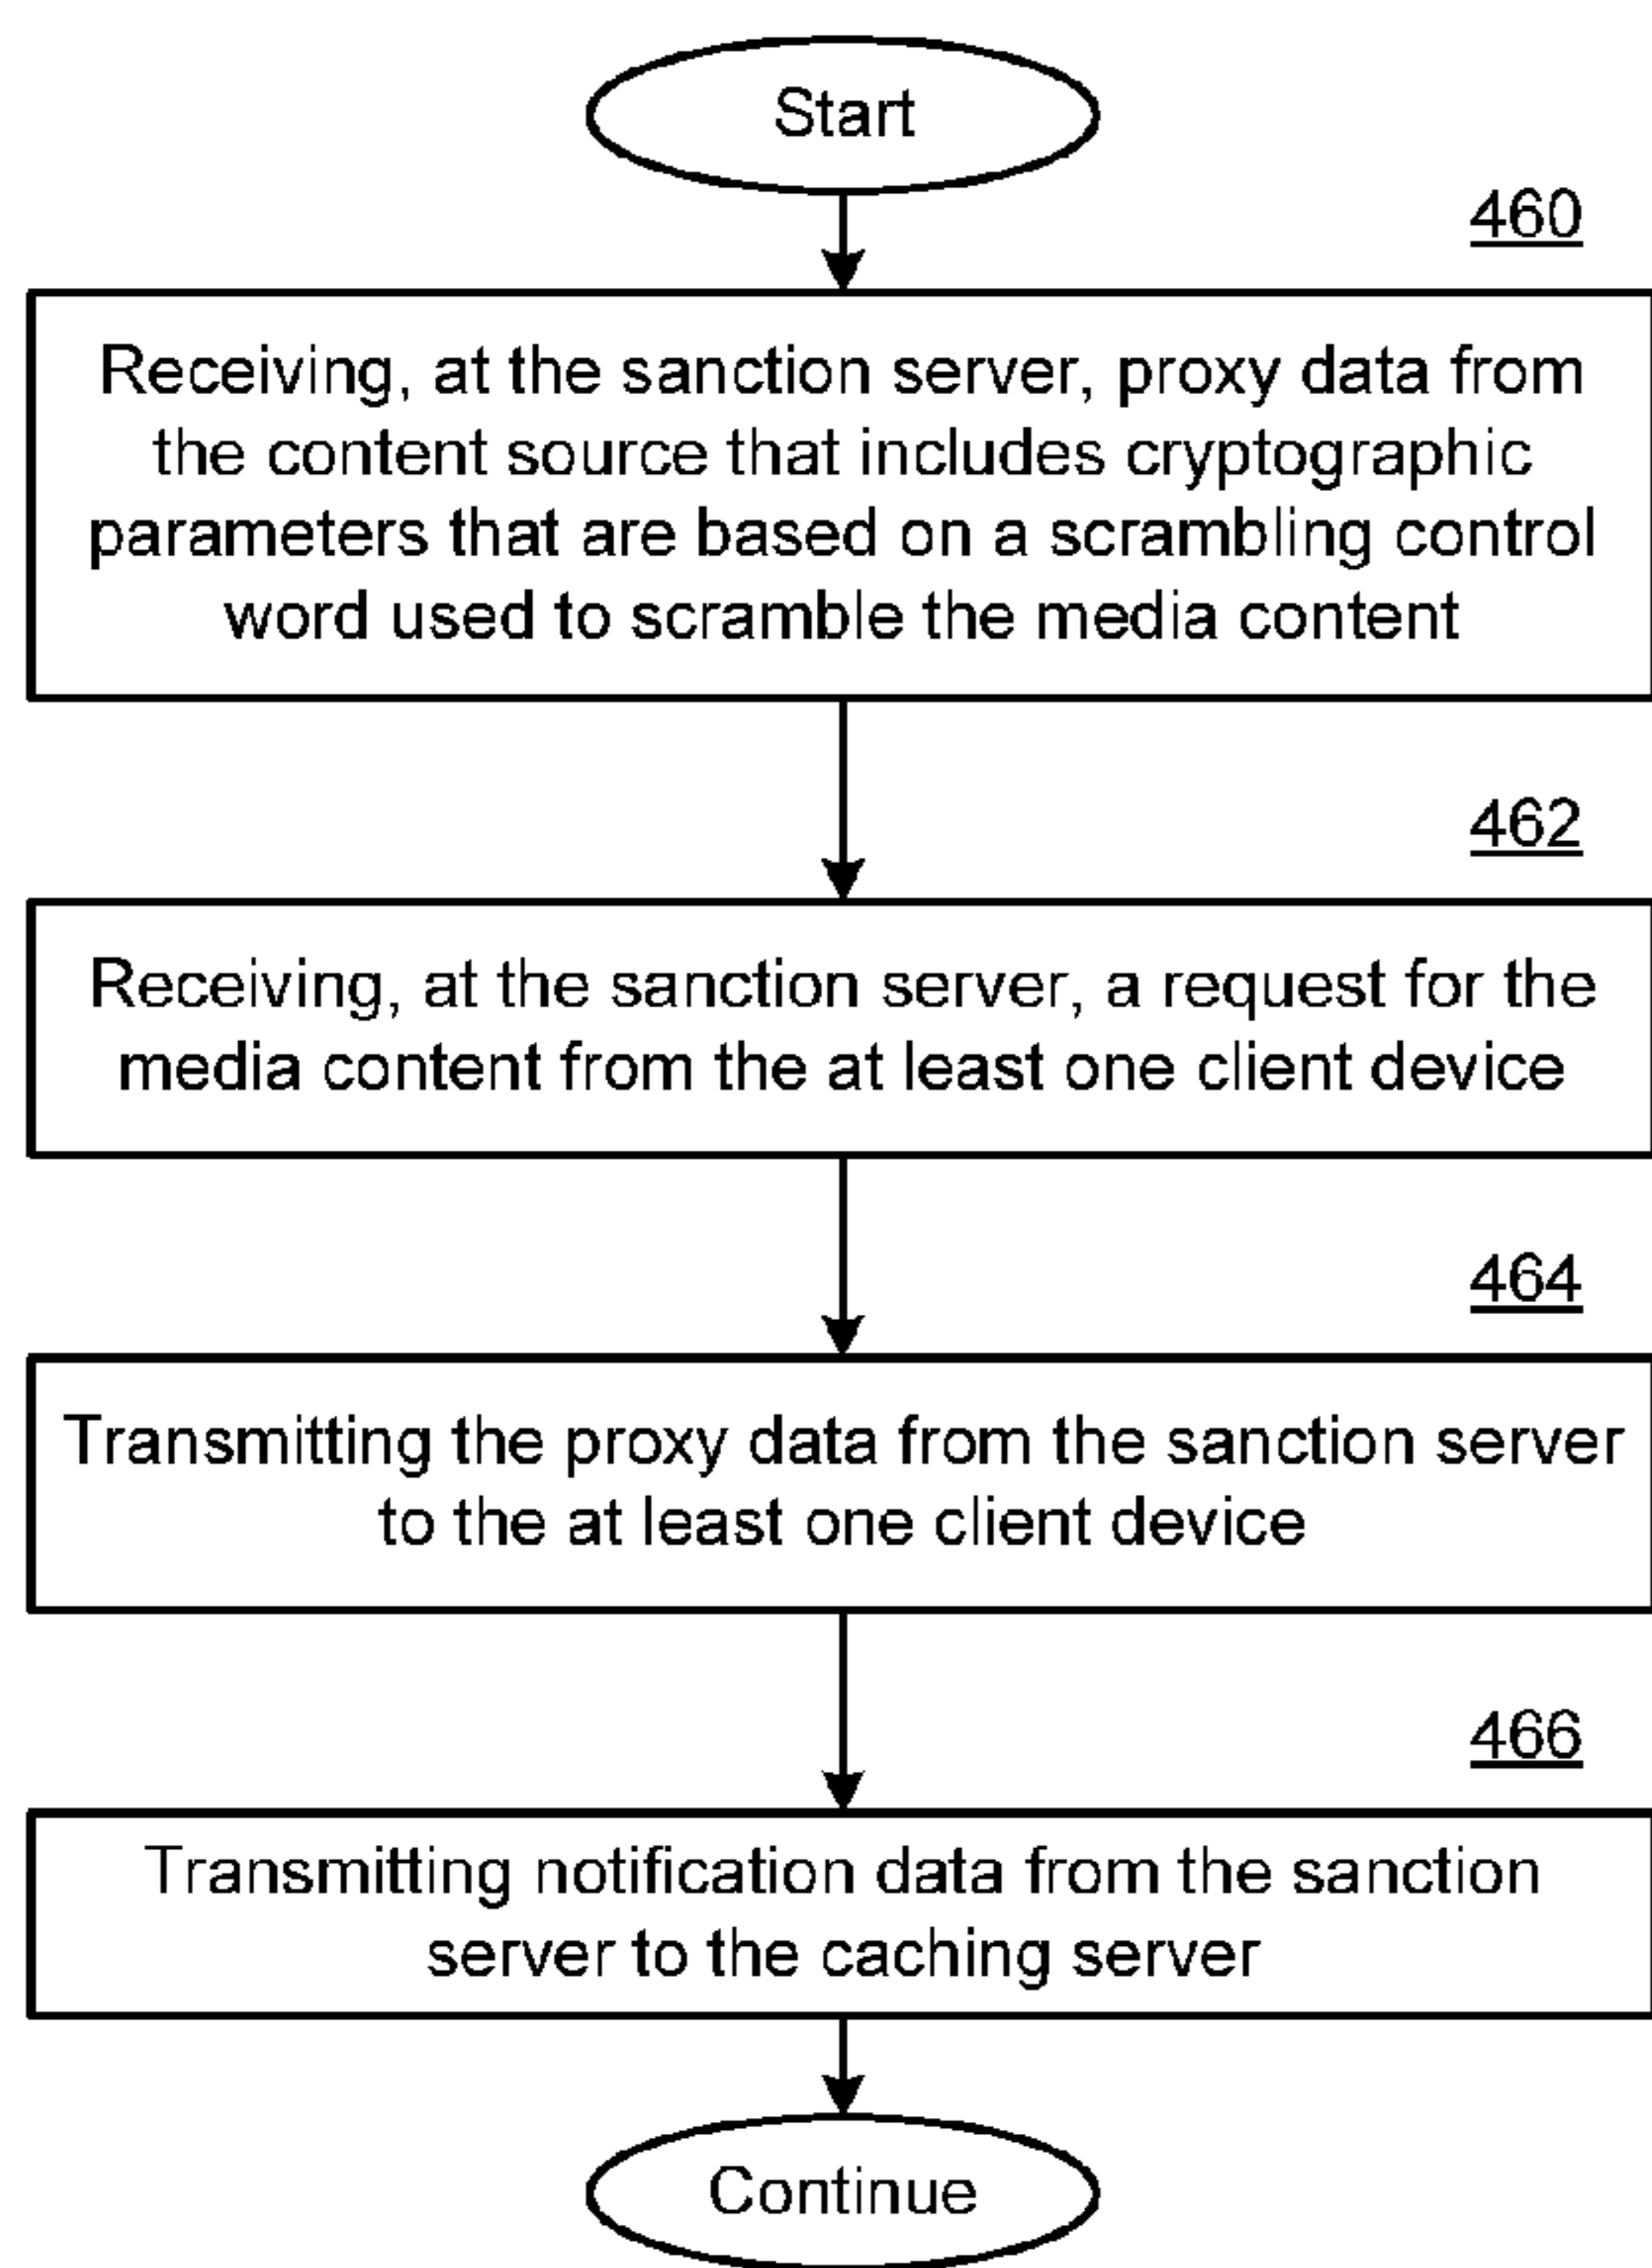 Start
460
Receiving, at the sanction server, proxy data from
the content source that includes cryptographic
parameters that are based on a scrambling control
word used to scramble the media content
462
Receiving, at the sanction server, a request for the
media content from the at least one client device
464
Transmitting the proxy data from the sanction server
to the at least one client device
466
Transmitting notification data from the sanction
server to the caching server
Continue